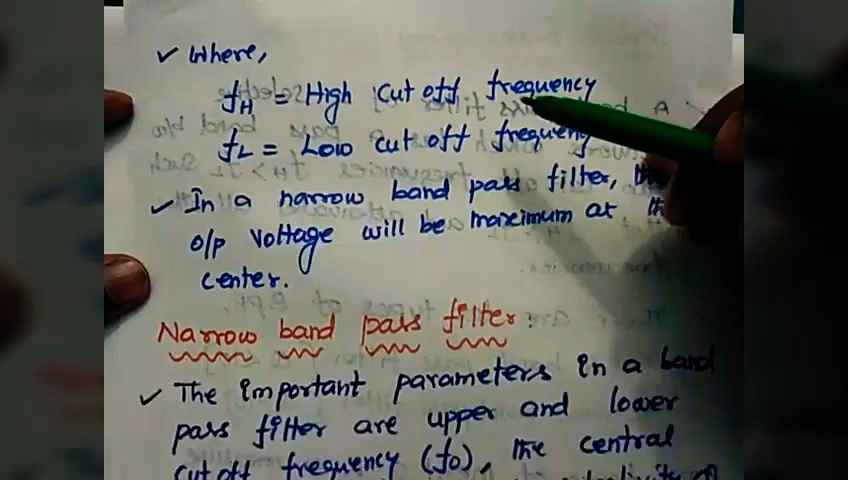 ✓ Where,
fH = High cut off frequency
fL = Low cut off frequency
✓ In a narrow band pass filter, the
o/p voltage will be maximum at the
center.
Narrow band pass filter:
✓ The important parameters in a band
pass filter are upper and lower
cut off frequency (fo), the central